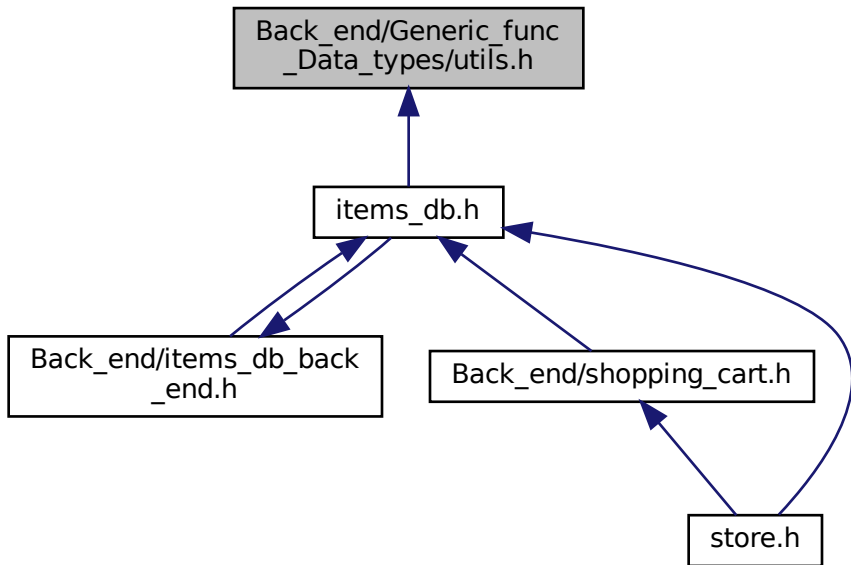 Back_end/Generic_func
_Data_types/utils.h
items_db.h
Back_end/items_db_back
_end.h
Back_end/shopping_cart.h
store.h